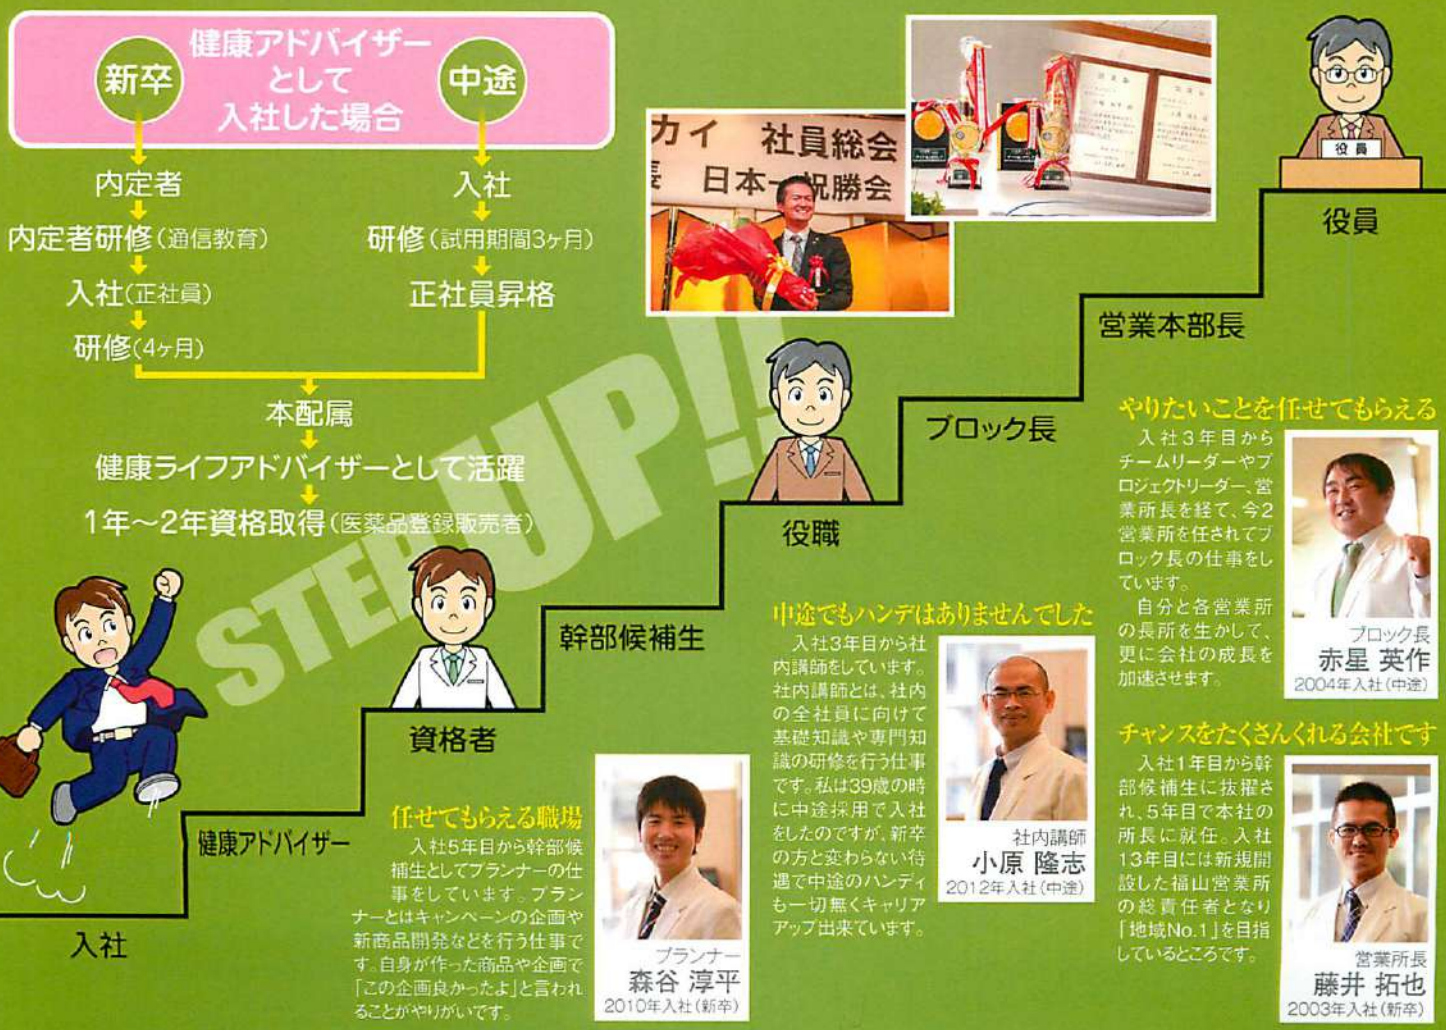 健康アドバイザー
として
入社した場合
新卒
中途
内定者
内定者研修(通信教育)
入社(正社員)
研修(4ヶ月)
入社
研修(試用期間3ヶ月)
正社員昇格
本配属
健康ライフアドバイザーとして活躍
1年〜2年資格取得(医薬品登録販売者)
STEP UP!!
カイ 社員総会
長 日本一祝勝会
入社
健康アドバイザー
資格者
幹部候補生
役職
ブロック長
営業本部長
役員
役員
任せてもらえる職場
入社5年目から幹部候
補生としてプランナーの仕
事をしています。プラン
ナーとはキャンペーンの企画や
新商品開発などを行う仕事で
す。自身が作った商品や企画で
「この企画良かったよ」と言われ
ることがやりがいです。
プランナー
森谷 淳平
2010年入社(新卒)
中途でもハンデはありませんでした
入社3年目から社
内講師をしています。
社内講師とは、社内
の全社員に向けて
基礎知識や専門知
識の研修を行う仕事
です。私は39歳の時
に中途採用で入社
をしたのですが、新卒
の方と変わらない待
遇で中途のハンディ
も一切無くキャリア
アップ出来ています。
社内講師
小原 隆志
2012年入社(中途)
やりたいことを任せてもらえる
入社3年目から
チームリーダーやプ
ロジェクトリーダー、営
業所長を経て、今2
営業所を任されてブ
ロック長の仕事をし
ています。
自分と各営業所
の長所を生かして、
更に会社の成長を
加速させます。
ブロック長
赤星 英作
2004年入社(中途)
チャンスをたくさんくれる会社です
入社1年目から幹
部候補生に抜擢さ
れ、5年目で本社の
所長に就任。入社
13年目には新規開
設した福山営業所
の総責任者となり
「地域No.1」を目指
しているところです。
営業所長
藤井 拓也
2003年入社(新卒)